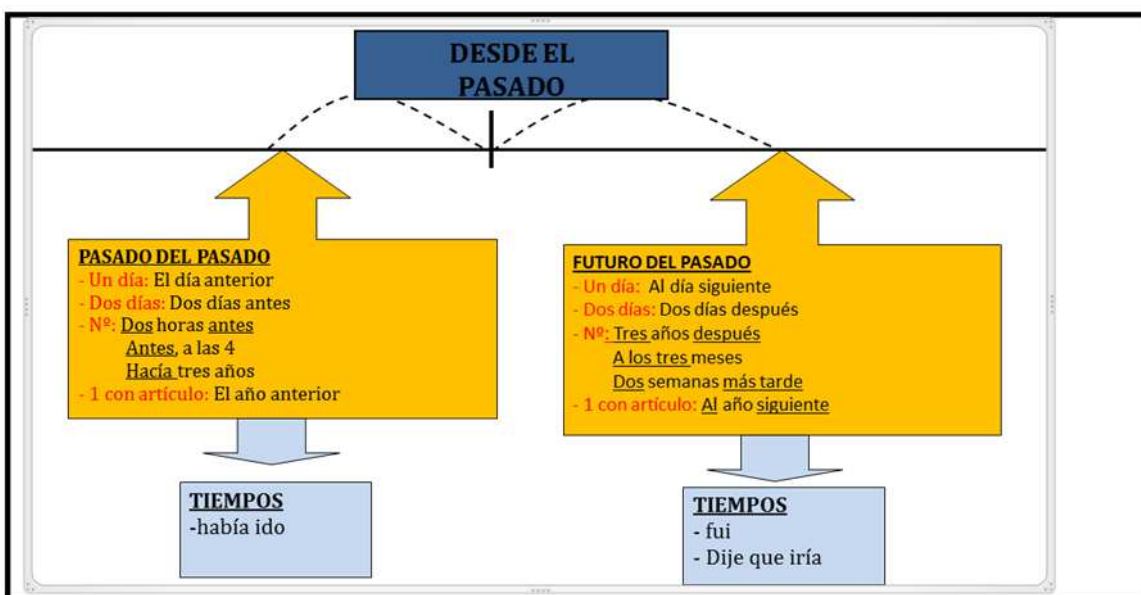 DESDE EL
PASADO
PASADO DEL PASADO
- Un día: El día anterior
- Dos días: Dos días antes
- Nº: Dos horas antes
Antes, a las 4
Hacía tres años
- 1 con artículo: El año anterior
TIEMPOS
-había ido
FUTURO DEL PASADO
- Un día: Al día siguiente
- Dos días: Dos días después
- Nº: Tres años después
A los tres meses
Dos semanas más tarde
- 1 con artículo: Al año siguiente
TIEMPOS
- fui
- Dije que iría